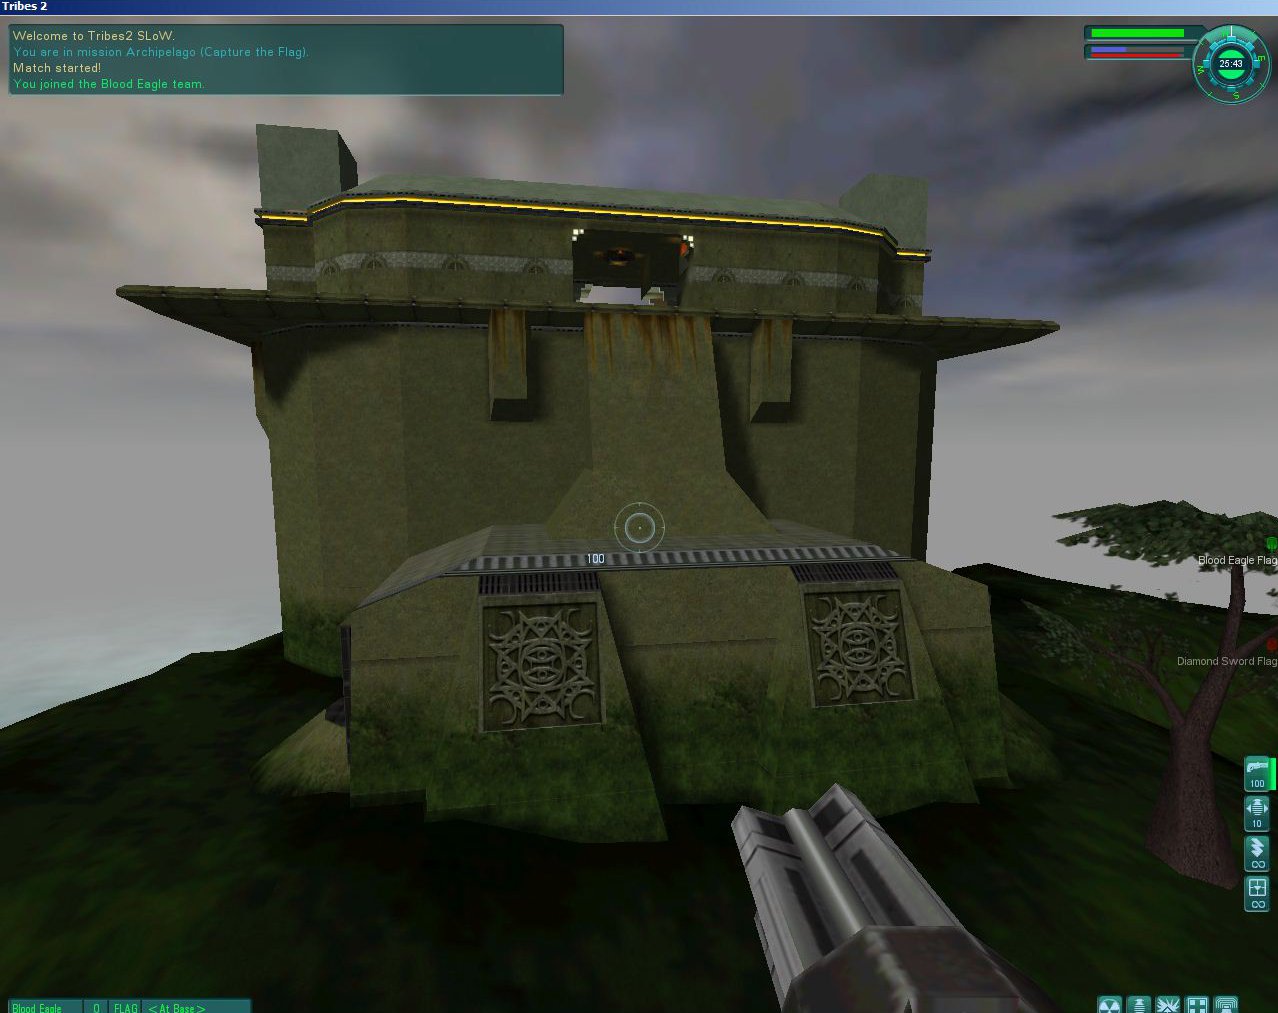 Tribes 2
Welcome to Tribes2 SLoW.
You are in mission Archipelago (Capture the Flag).
Match started!
You joined the Blood Eagle team.
25:43
E
S
W
100
Blood Eagle Flag
Diamond Sword Flag
100
10
∞
∞
Blood Eagle 0 FLAG <At Base>